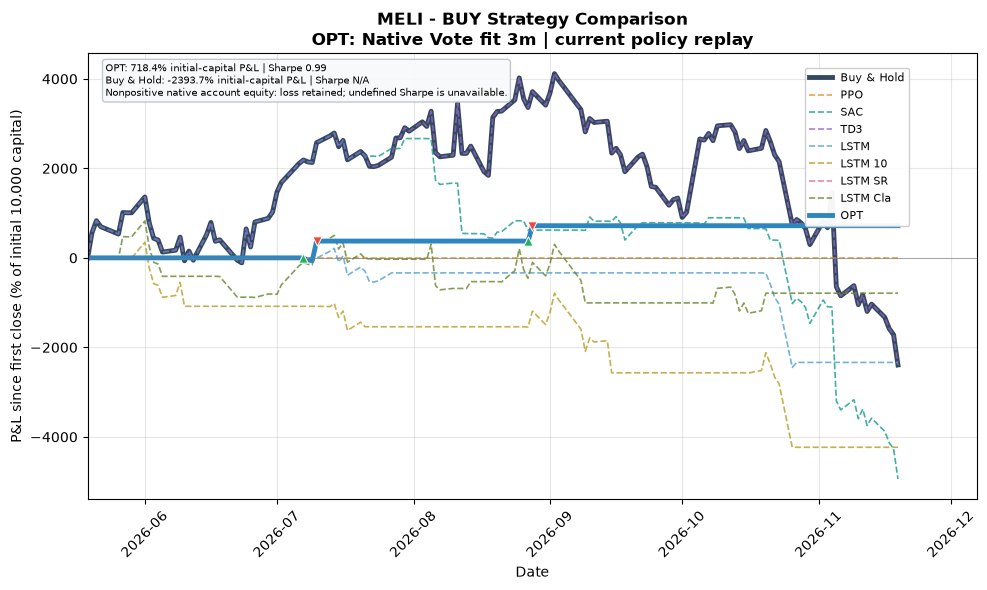 MELI - BUY Strategy Comparison
OPT: Native Vote fit 3m | current policy replay
OPT: 718.4% initial-capital P&L | Sharpe 0.99
Buy & Hold: -2393.7% initial-capital P&L | Sharpe N/A
Nonpositive native account equity: loss retained; undefined Sharpe is unavailable.
Buy & Hold
PPO
SAC
TD3
LSTM
LSTM 10
LSTM SR
LSTM Cla
OPT
P&L since first close (% of initial 10,000 capital)
4000
2000
0
−2000
−4000
2026-06
2026-07
2026-08
2026-09
2026-10
2026-11
2026-12
Date